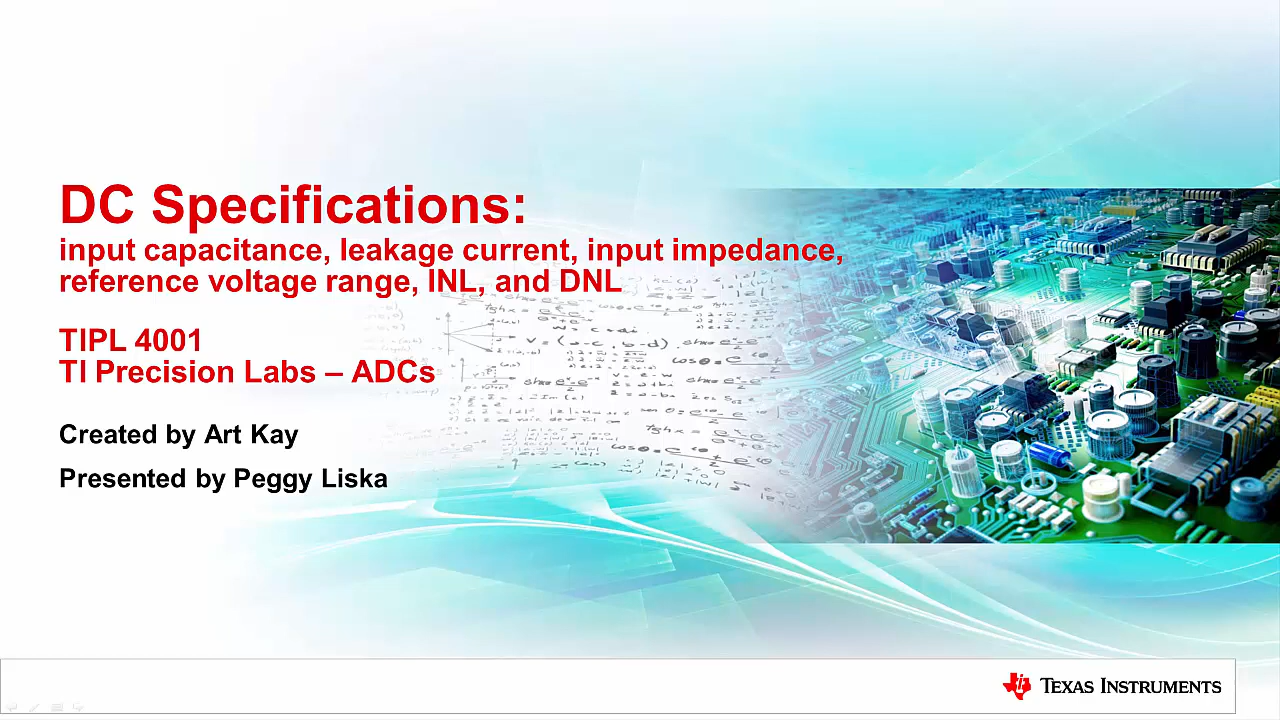 DC Specifications:
input capacitance, leakage current, input impedance,
reference voltage range, INL, and DNL
TIPL 4001
TI Precision Labs – ADCs
Created by Art Kay
Presented by Peggy Liska
TEXAS INSTRUMENTS